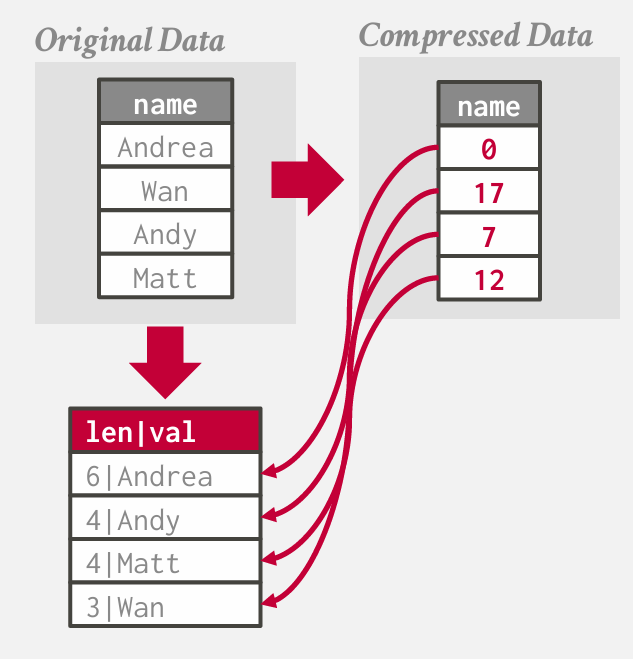 Original Data
name
Andrea
Wan
Andy
Matt
Compressed Data
name
0
17
7
12
len|val
6|Andrea
4|Andy
4|Matt
3|Wan